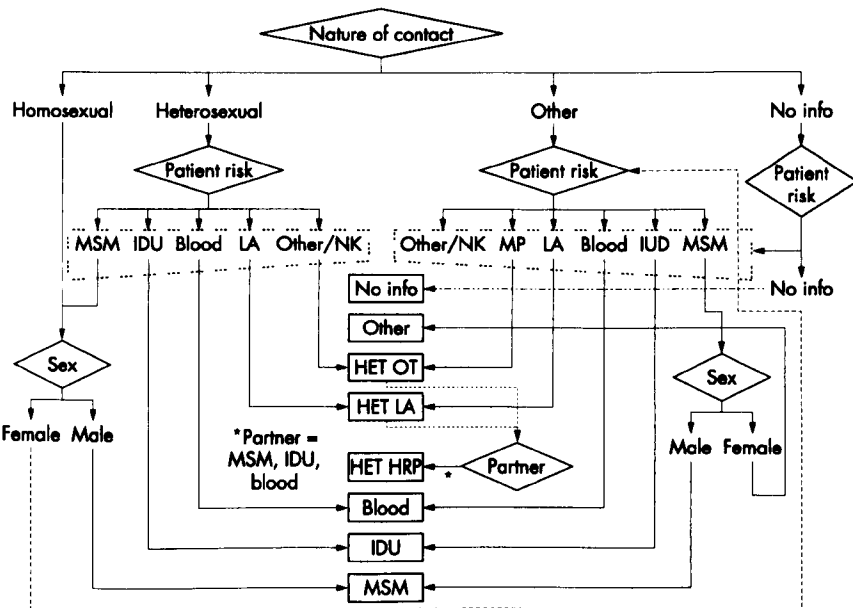 Nature of contact
Homosexual Heterosexual Other No info
Patient risk Patient risk Patient
risk
MSM IDU Blood LA Other/NK Other/NK MP LA Blood IUD MSM
No info No info
Other
Sex HET OT Sex
HET LA
Female Male *Partner =
MSM, IDU,
blood
Male Female
HET HRP * Partner
Blood
IDU
MSM